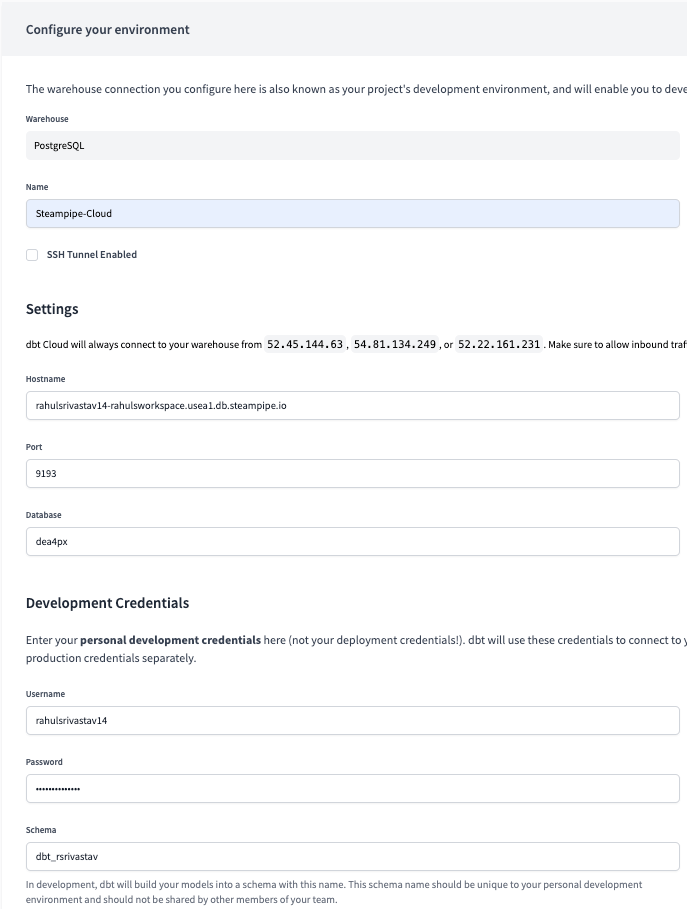 Configure your environment
The warehouse connection you configure here is also known as your project's development environment, and will enable you to deve
Warehouse
PostgreSQL
Name
Steampipe-Cloud
SSH Tunnel Enabled
Settings
dbt Cloud will always connect to your warehouse from 52.45.144.63, 54.81.134.249, or 52.22.161.231. Make sure to allow inbound traf
Hostname
rahulsrivastav14-rahulsworkspace.usea1.db.steampipe.io
Port
9193
Database
dea4px
Development Credentials
Enter your personal development credentials here (not your deployment credentials!). dbt will use these credentials to connect to y
production credentials separately.
Username
rahulsrivastav14
Password
••••••••••••••
Schema
dbt_rsrivastav
In development, dbt will build your models into a schema with this name. This schema name should be unique to your personal development
environment and should not be shared by other members of your team.